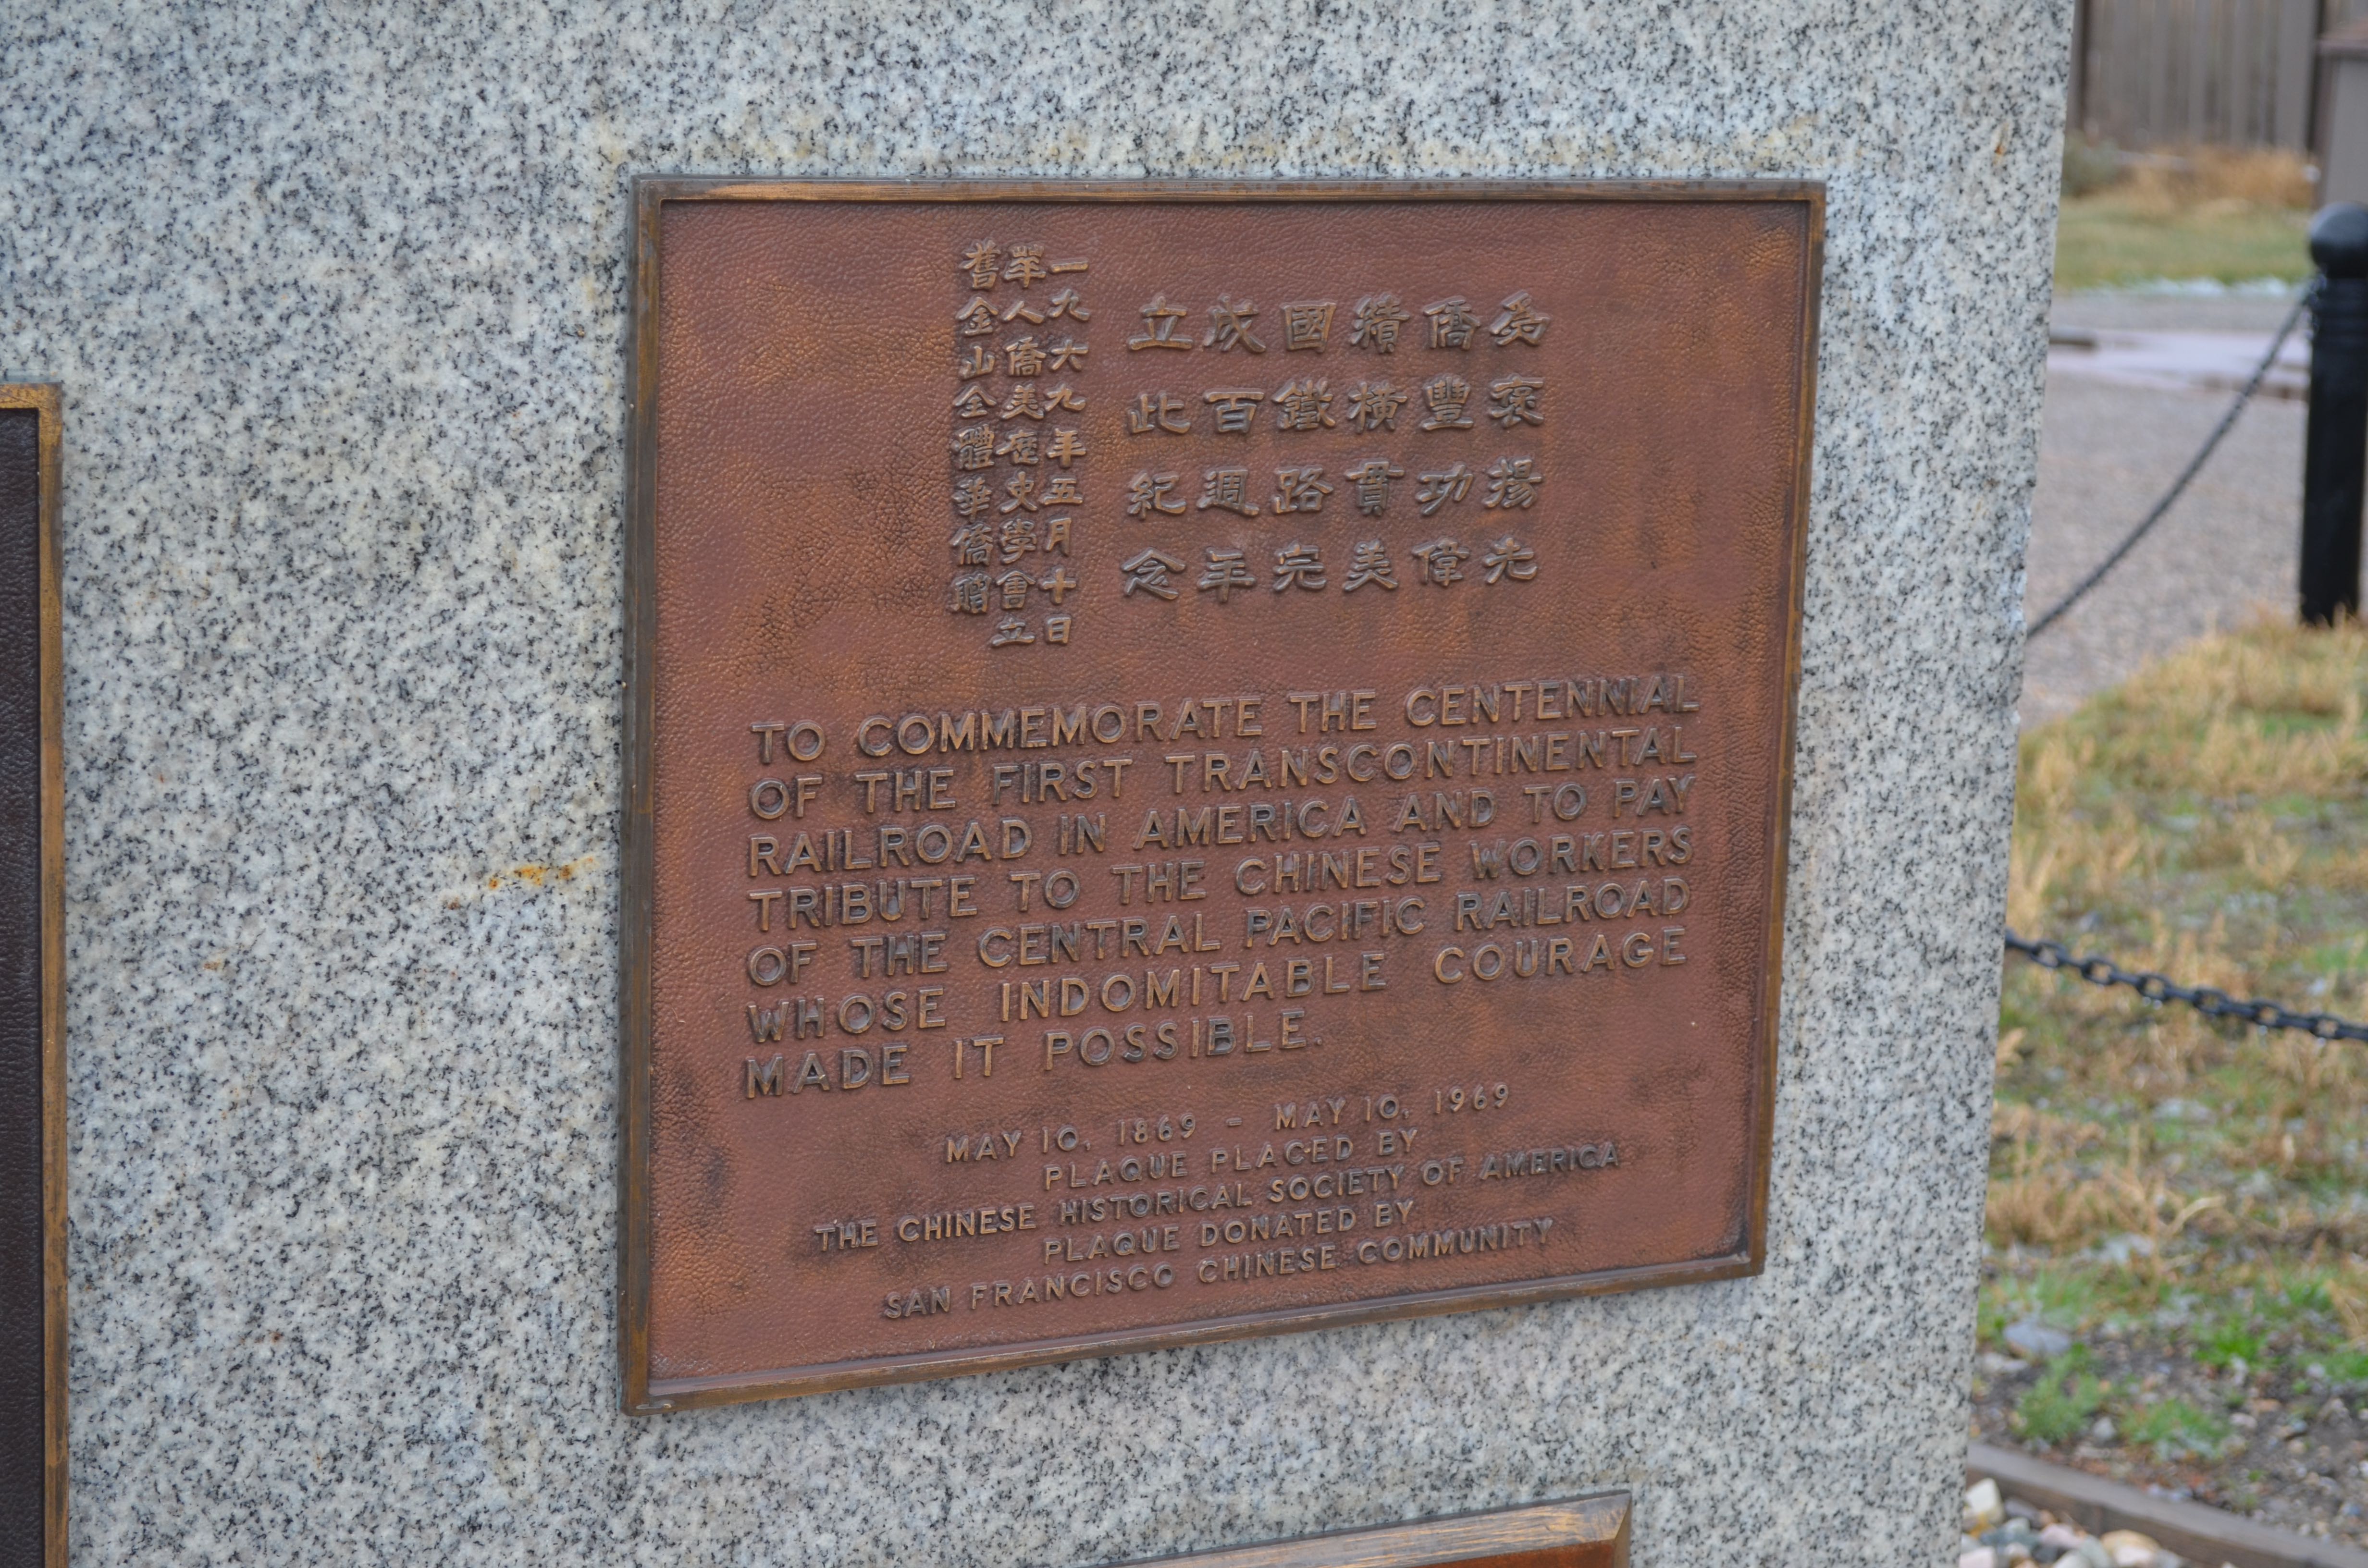 為褒揚先
僑豐功偉
績橫貫美
國鐵路完
成百週年
立此紀念
一九六九年五月十日
華人僑美歷史學會立
舊金山全體華僑贈
TO COMMEMORATE THE CENTENNIAL
OF THE FIRST TRANSCONTINENTAL
RAILROAD IN AMERICA AND TO PAY
TRIBUTE TO THE CHINESE WORKERS
OF THE CENTRAL PACIFIC RAILROAD
WHOSE INDOMITABLE COURAGE
MADE IT POSSIBLE.
MAY 10, 1869 - MAY 10, 1969
PLAQUE PLACED BY
THE CHINESE HISTORICAL SOCIETY OF AMERICA
PLAQUE DONATED BY
SAN FRANCISCO CHINESE COMMUNITY